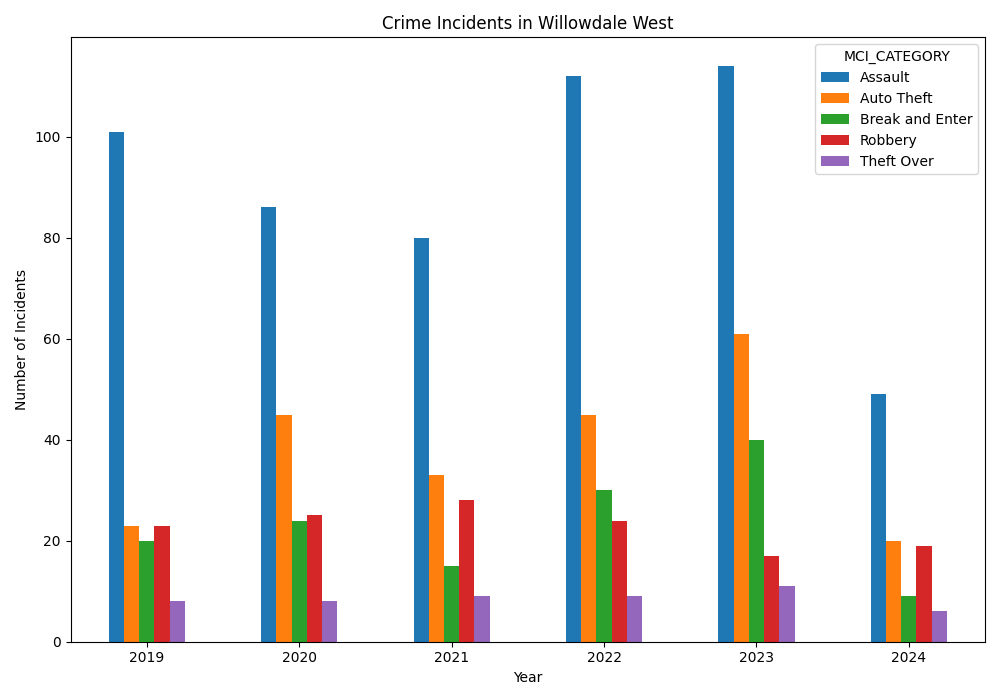 Crime Incidents in Willowdale West
MCI_CATEGORY
Assault
Auto Theft
Break and Enter
Robbery
Theft Over
Number of Incidents
100
80
60
40
20
0
2019 2020 2021 2022 2023 2024
Year